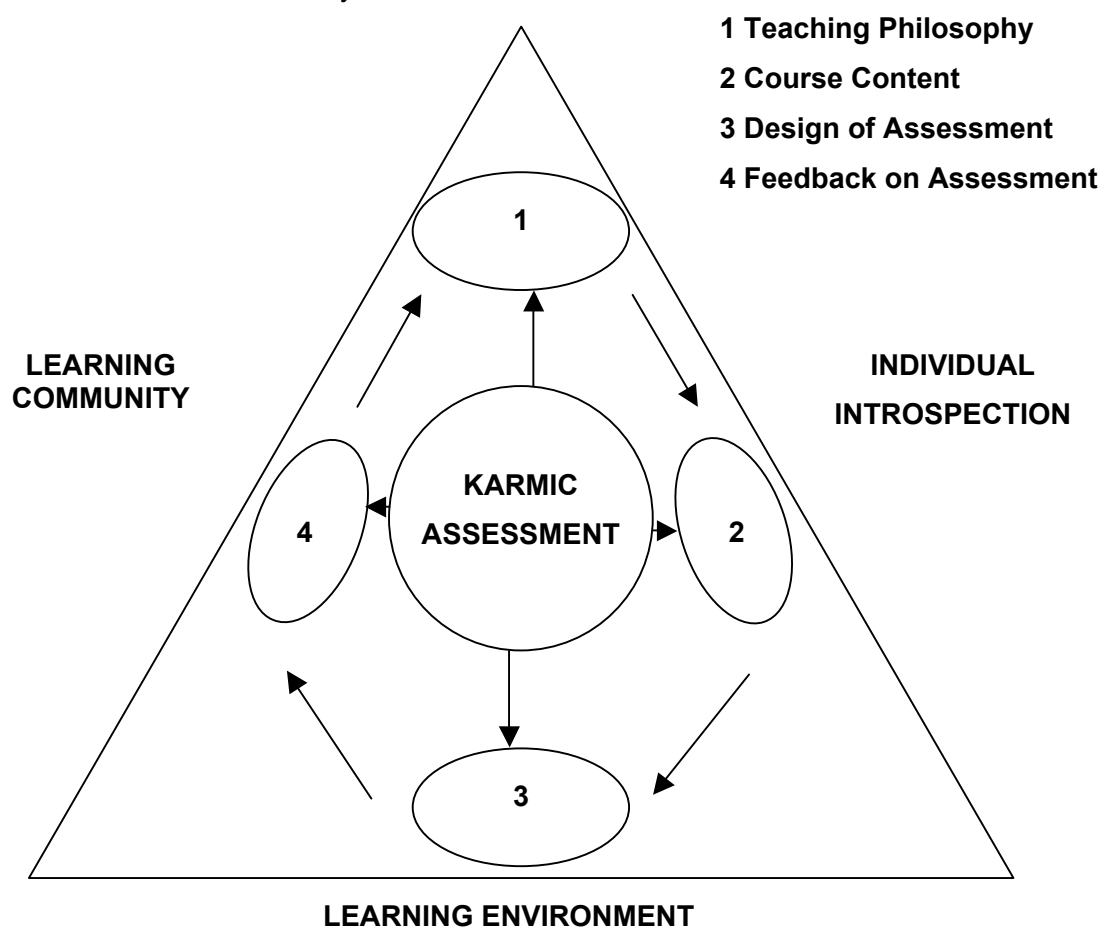 1 Teaching Philosophy
2 Course Content
3 Design of Assessment
4 Feedback on Assessment
1
LEARNING
COMMUNITY
INDIVIDUAL
INTROSPECTION
KARMIC
ASSESSMENT
4
2
3
LEARNING ENVIRONMENT